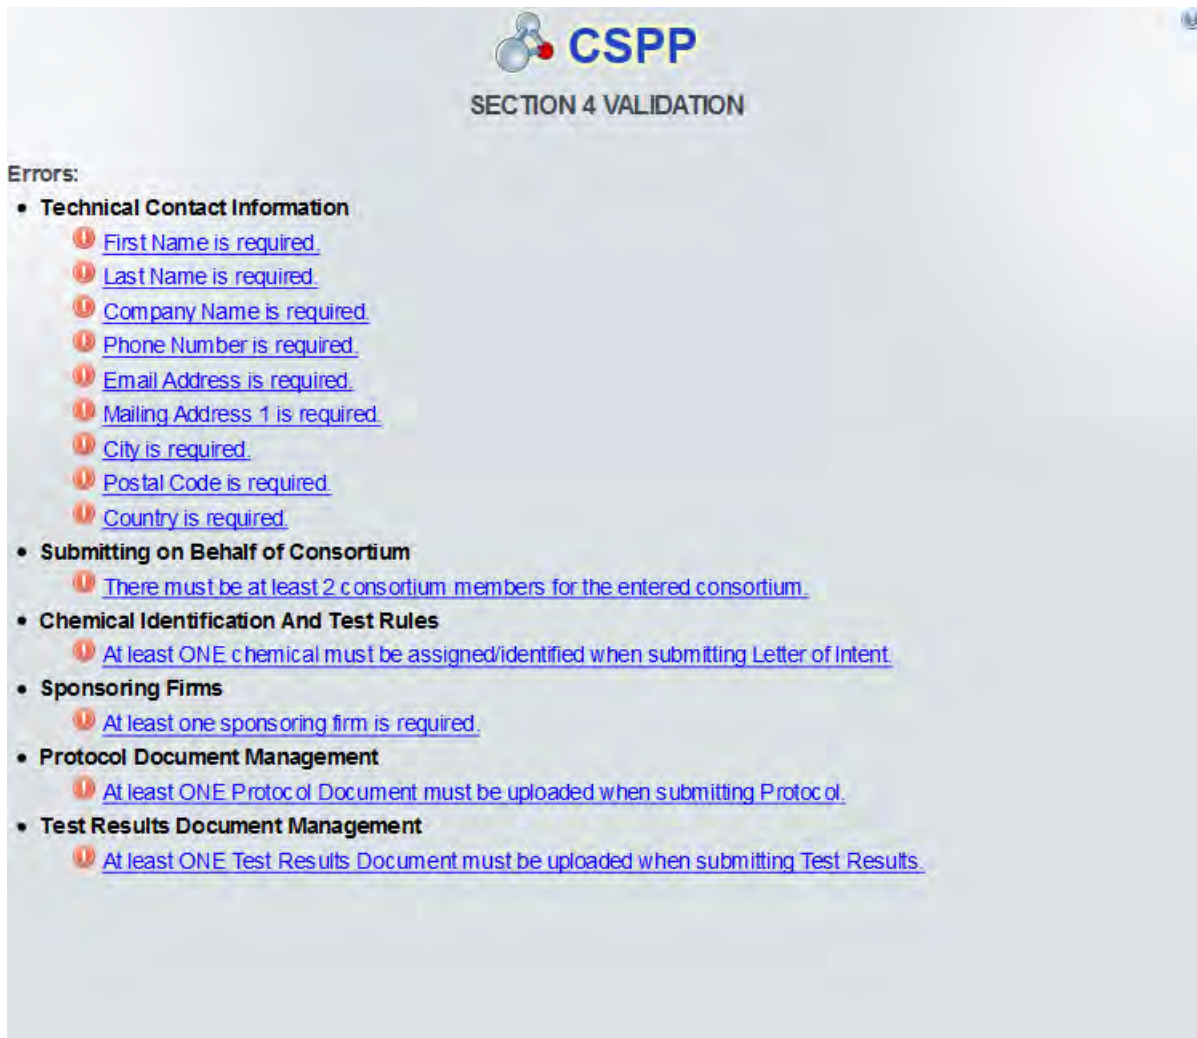 CSPP
SECTION 4 VALIDATION
Errors:
Technical Contact Information
First Name is required.
Last Name is required.
Company Name is required.
Phone Number is required.
Email Address is required.
Mailing Address 1 is required.
City is required.
Postal Code is required.
Country is required.
Submitting on Behalf of Consortium
There must be at least 2 consortium members for the entered consortium.
Chemical Identification And Test Rules
At least ONE chemical must be assigned/identified when submitting Letter of Intent.
Sponsoring Firms
At least one sponsoring firm is required.
Protocol Document Management
At least ONE Protocol Document must be uploaded when submitting Protocol.
Test Results Document Management
At least ONE Test Results Document must be uploaded when submitting Test Results.